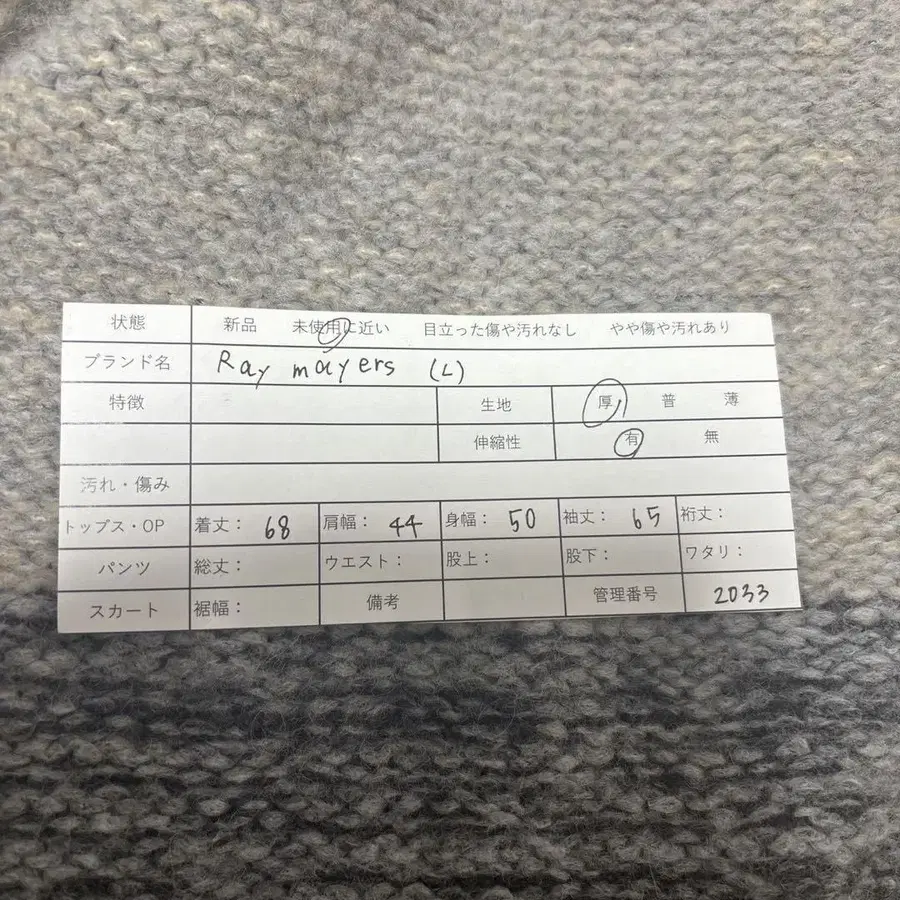 状態 新品 未使用に近い 目立った傷や汚れなし やや傷や汚れあり
ブランド名 Ray mayers (L)
特徴 生地 厚 普 薄
伸縮性 有 無
汚れ・傷み
トップス・OP 着丈: 68 肩幅: 44 身幅: 50 袖丈: 65 裄丈:
パンツ 総丈: ウエスト: 股上: 股下: ワタリ:
スカート 裾幅: 備考 管理番号 2033